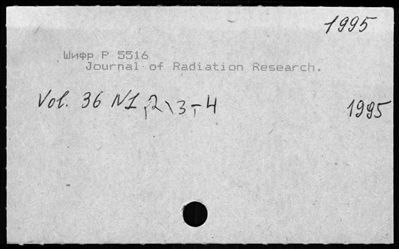 1995
Шифр Р 5516
Journal of Radiation Research.
Vol. 36 N1,2,3-4 1995